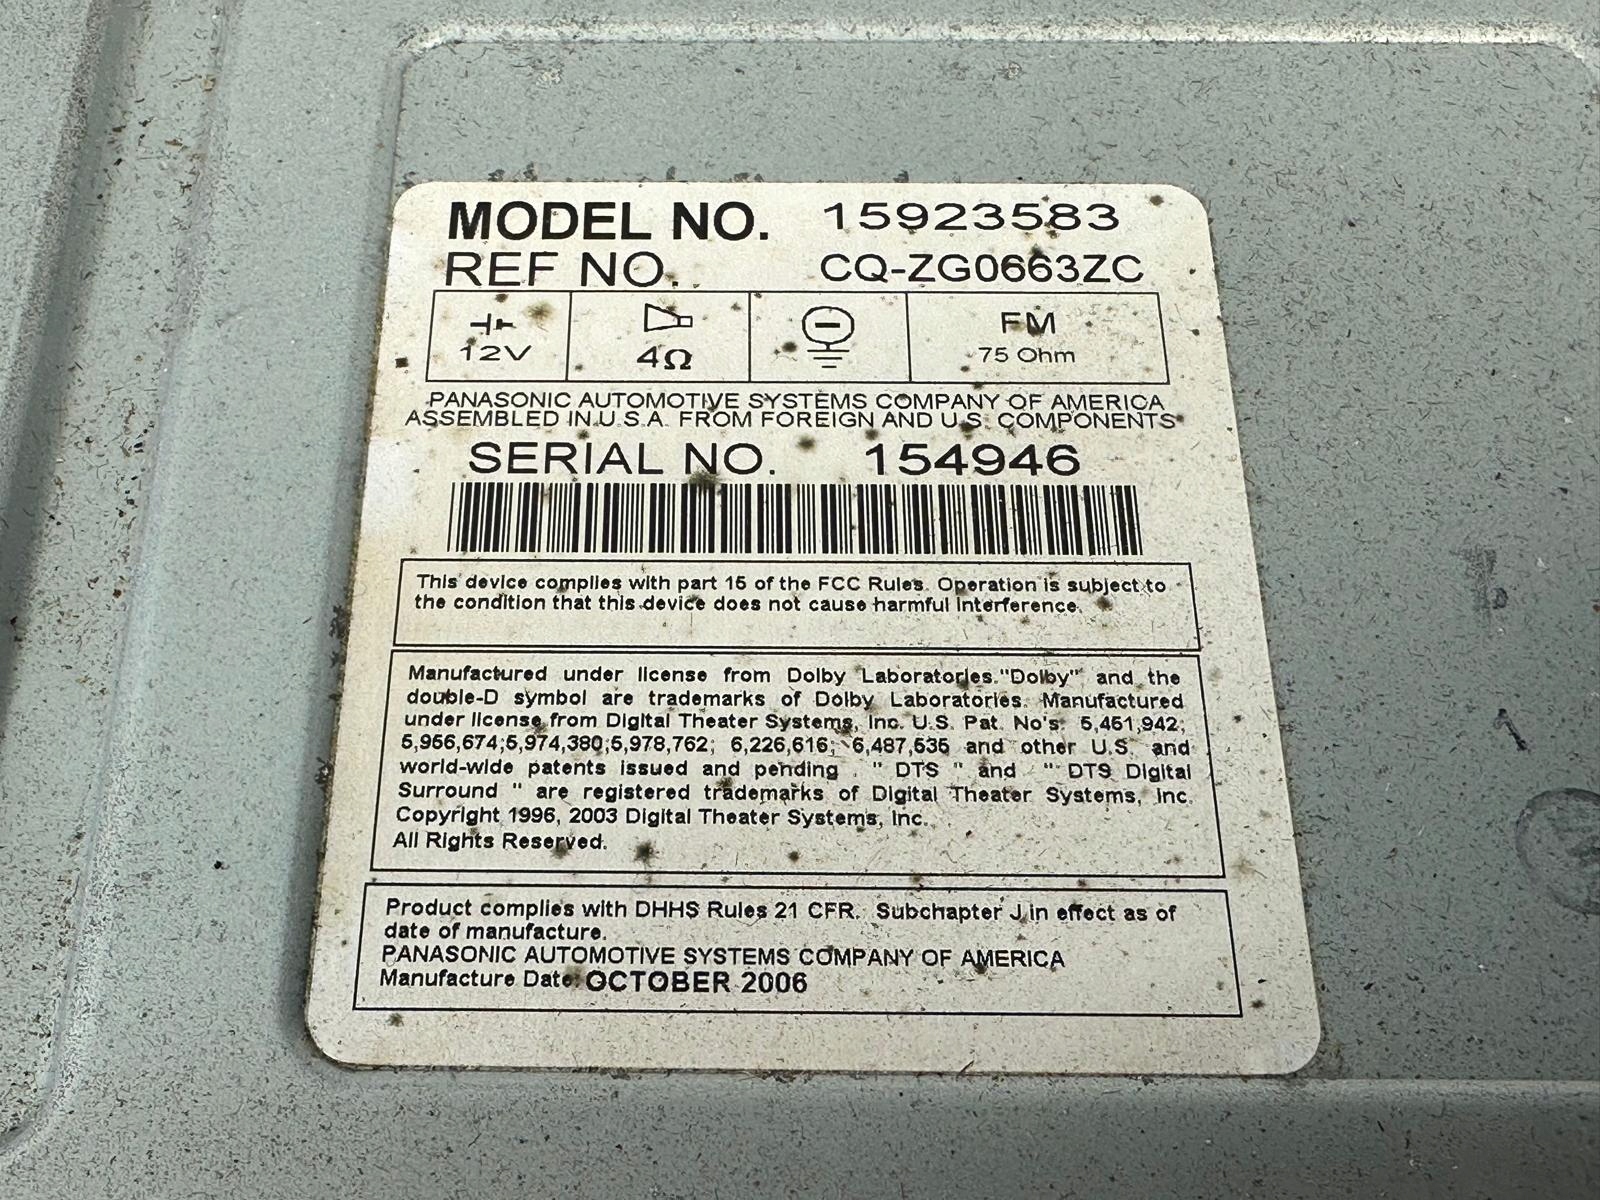 MODEL NO. 15923583
REF NO. CQ-ZG0663ZC
12V 4Ω FM 75 Ohm
PANASONIC AUTOMOTIVE SYSTEMS COMPANY OF AMERICA
ASSEMBLED IN U.S.A. FROM FOREIGN AND U.S. COMPONENTS
SERIAL NO. 154946
This device complies with part 15 of the FCC Rules. Operation is subject to
the condition that this device does not cause harmful interference.
Manufactured under license from Dolby Laboratories."Dolby" and the
double-D symbol are trademarks of Dolby Laboratories. Manufactured
under license from Digital Theater Systems, Inc. U.S. Pat. No's. 5,451,942;
5,956,674;5,974,380;5,978,762; 6,226,616; 6,487,535 and other U.S. and
world-wide patents issued and pending . " DTS " and " DTS Digital
Surround " are registered trademarks of Digital Theater Systems, Inc.
Copyright 1996, 2003 Digital Theater Systems, Inc.
All Rights Reserved.
Product complies with DHHS Rules 21 CFR. Subchapter J in effect as of
date of manufacture.
PANASONIC AUTOMOTIVE SYSTEMS COMPANY OF AMERICA
Manufacture Date: OCTOBER 2006